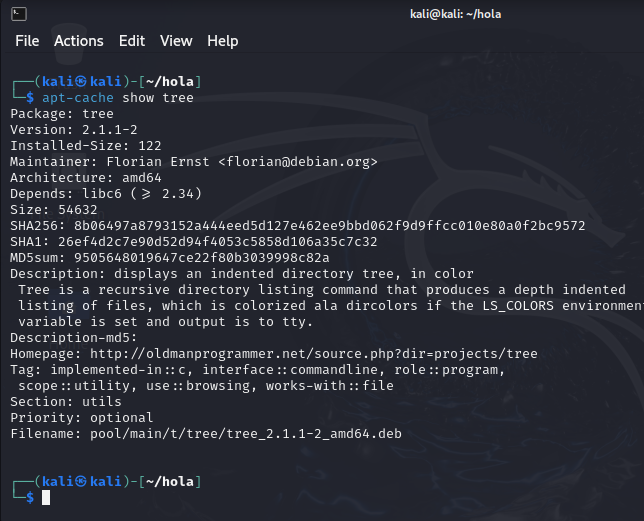 kali@kali: ~/hola
File Actions Edit View Help
┌──(kali㉿kali)-[~/hola]
└─$ apt-cache show tree
Package: tree
Version: 2.1.1-2
Installed-Size: 122
Maintainer: Florian Ernst <florian@debian.org>
Architecture: amd64
Depends: libc6 (>= 2.34)
Size: 54632
SHA256: 8b06497a8793152a444eed5d127e462ee9bbd062f9d9ffcc010e80a0f2bc9572
SHA1: 26ef4d2c7e90d52d94f4053c5858d106a35c7c32
MD5sum: 9505648019647ce22f80b3039998c82a
Description: displays an indented directory tree, in color
Tree is a recursive directory listing command that produces a depth indented
listing of files, which is colorized ala dircolors if the LS_COLORS environmen
variable is set and output is to tty.
Description-md5:
Homepage: http://oldmanprogrammer.net/source.php?dir=projects/tree
Tag: implemented-in::c, interface::commandline, role::program,
scope::utility, use::browsing, works-with::file
Section: utils
Priority: optional
Filename: pool/main/t/tree/tree_2.1.1-2_amd64.deb
┌──(kali㉿kali)-[~/hola]
└─$